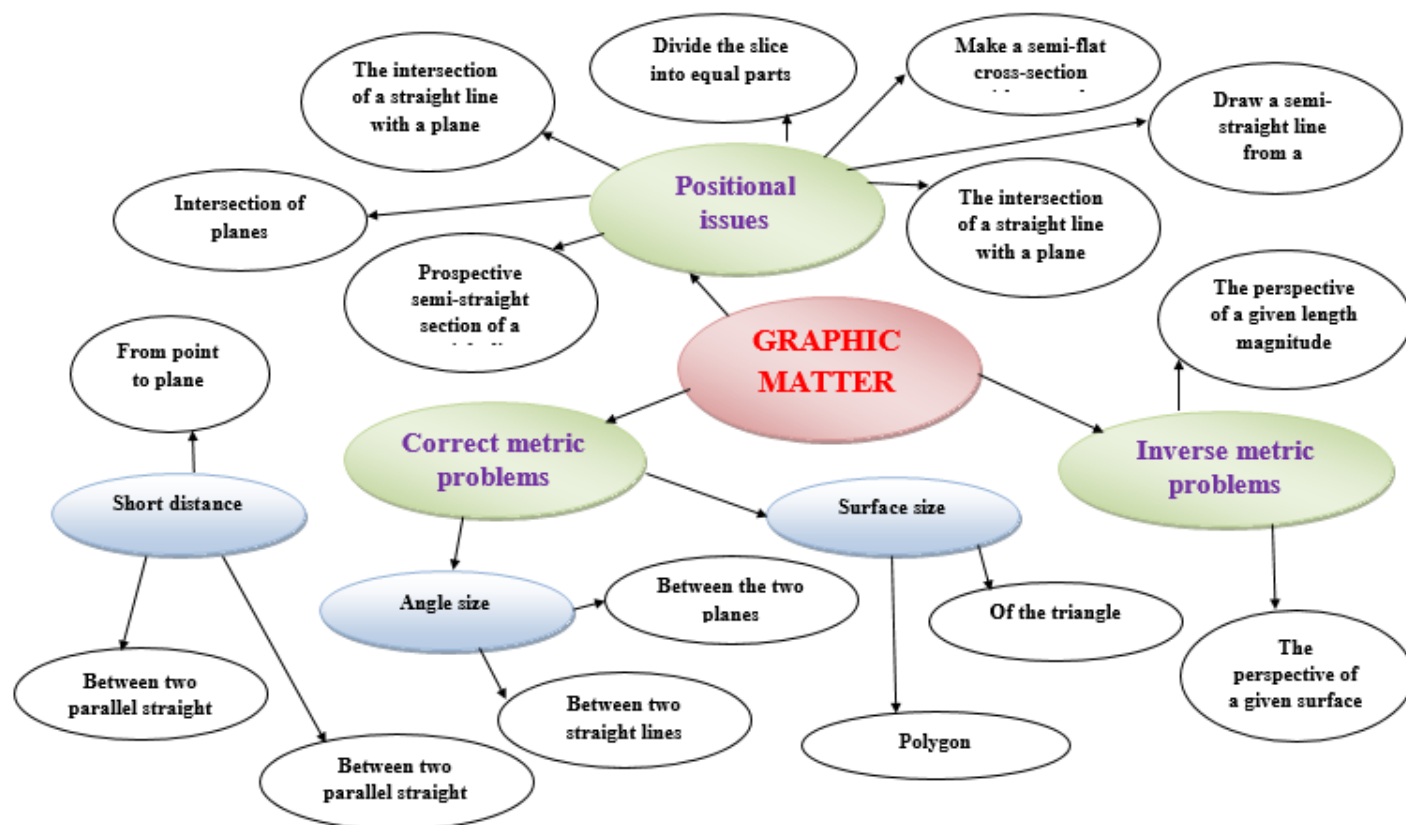 Divide the slice
into equal parts
Make a semi-flat
cross-section
The intersection
of a straight line
with a plane
Draw a semi-
straight line
from a
Positional
issues
Intersection of
planes
The intersection
of a straight line
with a plane
Prospective
semi-straight
section of a
The perspective
of a given length
magnitude
GRAPHIC
MATTER
From point
to plane
Correct metric
problems
Inverse metric
problems
Short distance
Surface size
Angle size
Between the two
planes
Of the triangle
Between two
parallel straight
Between two
straight lines
The
perspective of
a given surface
Polygon
Between two
parallel straight